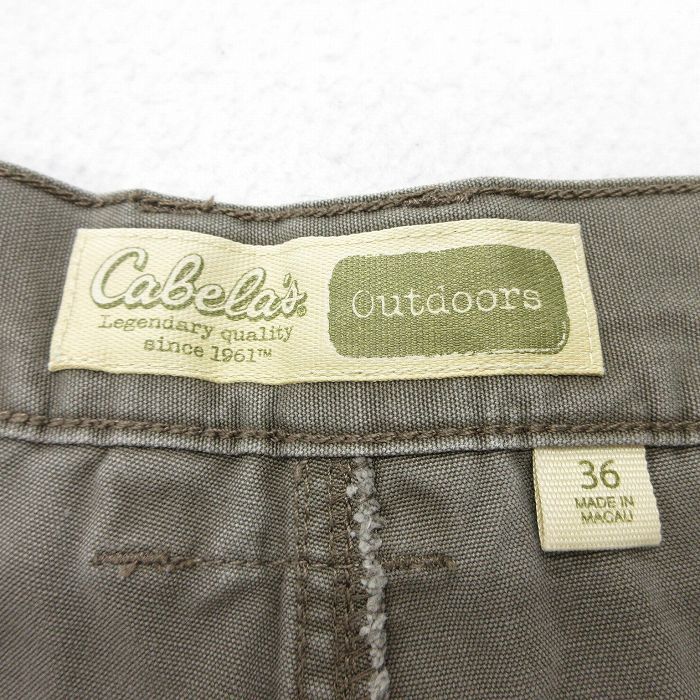 Cabela's®
Legendary quality
since 1961™
Outdoors
36
MADE IN
MACAU